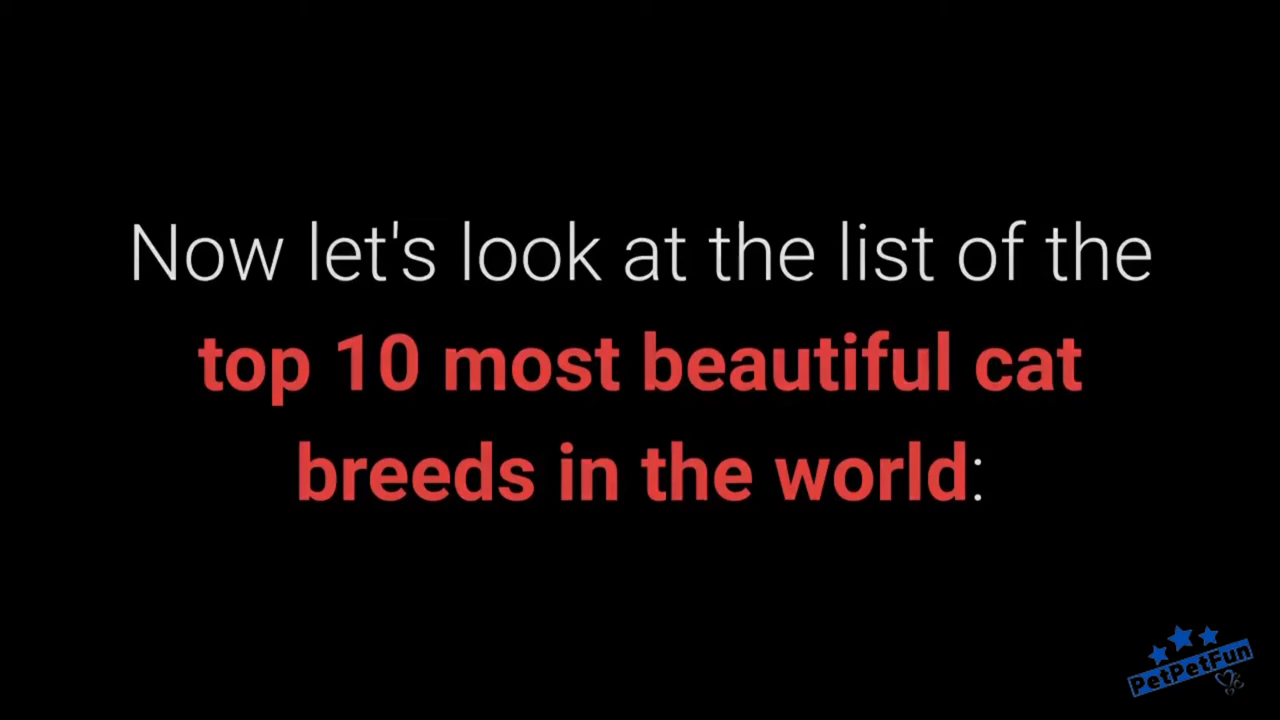 Now let's look at the list of the
top 10 most beautiful cat
breeds in the world:
PetPetFun